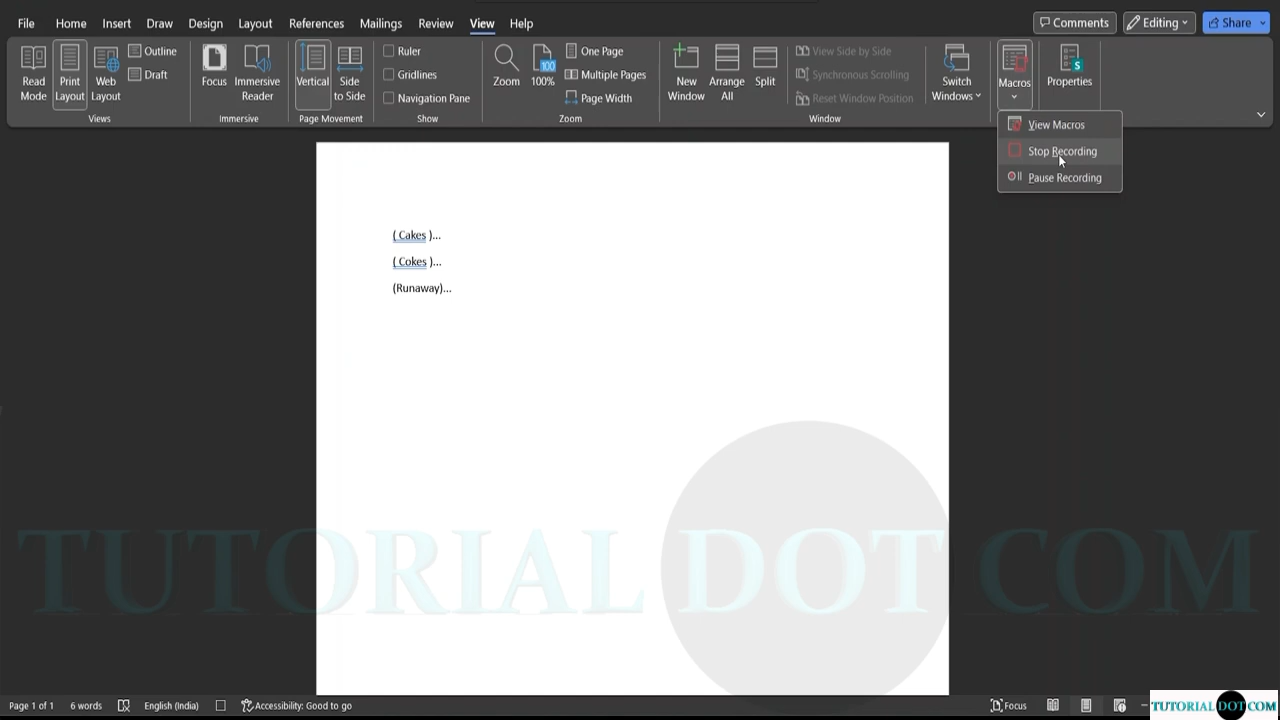 File Home Insert Draw Design Layout References Mailings Review View Help Comments Editing Share
Read Mode
Print Layout
Web Layout
Outline
Draft
Views
Focus
Immersive Reader
Immersive
Vertical
Side to Side
Page Movement
Ruler
Gridlines
Navigation Pane
Show
Zoom
100
100%
One Page
Multiple Pages
Page Width
Zoom
New Window
Arrange All
Split
View Side by Side
Synchronous Scrolling
Reset Window Position
Switch Windows
Window
Macros
S
Properties
View Macros
Stop Recording
Pause Recording
( Cakes )...
( Cokes )...
(Runaway)...
TUTORIAL DOT COM
Page 1 of 1 6 words English (India) Accessibility: Good to go Focus
TUTORIAL DOT COM